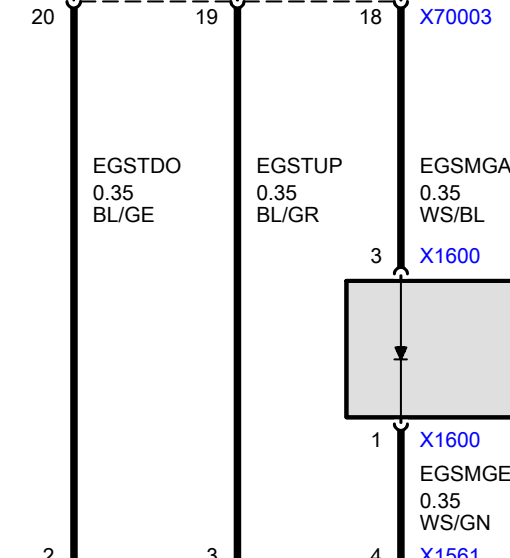 20 19 18 X70003
EGSTDO EGSTUP EGSMGA
0.35 0.35 0.35
BL/GE BL/GR WS/BL
3 X1600
1 X1600
EGSMGE
0.35
WS/GN
2 3 4 X1561